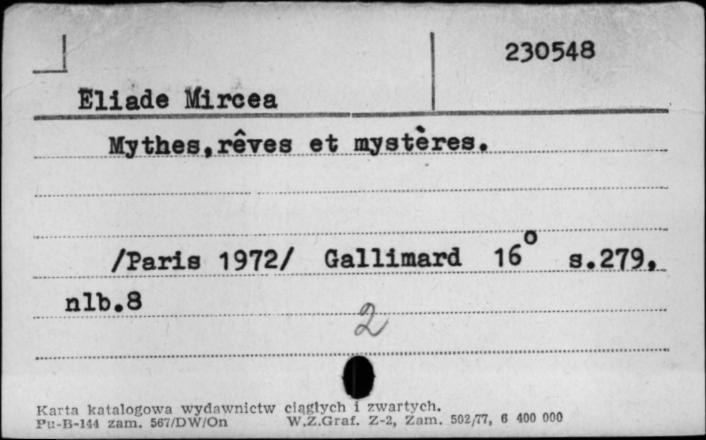 230548
Eliade Mircea
Mythes,rêves et mystères.
/Paris 1972/ Gallimard 16° s.279,
nlb.8
2
Karta katalogowa wydawnictw ciągłych i zwartych.
Pu-B-144 zam. 567/DW/On W.Z.Graf. Z-2, Zam. 502/77, 6 400 000